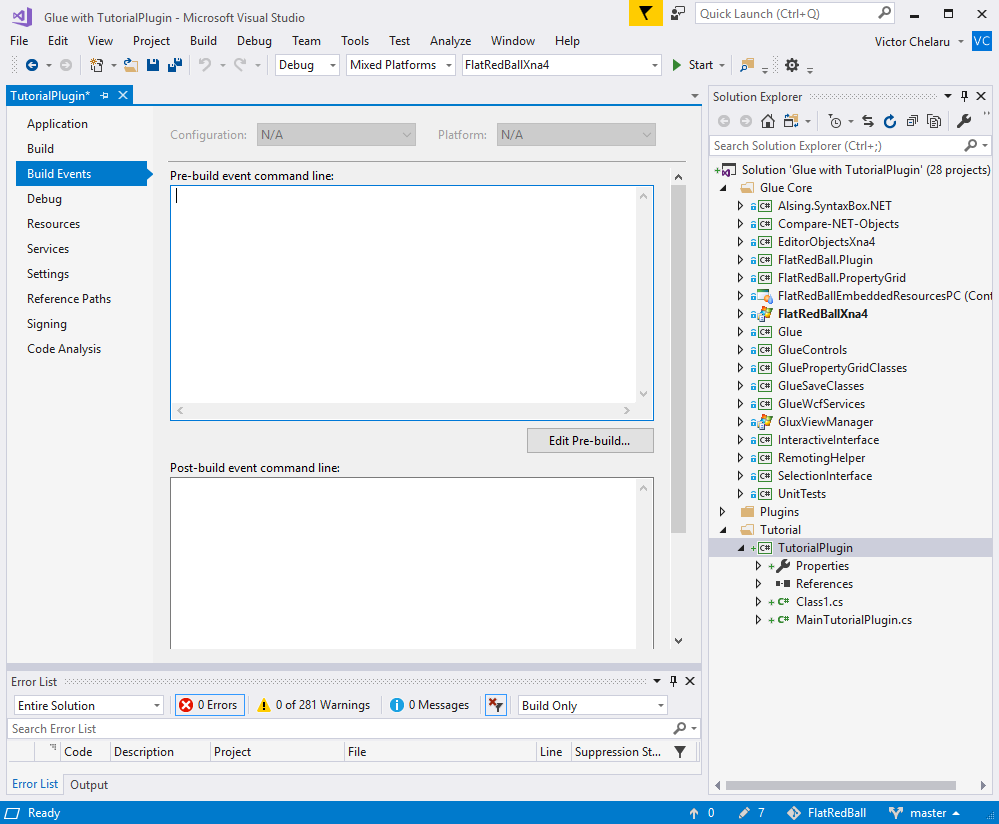 Glue with TutorialPlugin - Microsoft Visual Studio
Quick Launch (Ctrl+Q)
File Edit View Project Build Debug Team Tools Test Analyze Window Help
Victor Chelaru VC
Debug Mixed Platforms FlatRedBallXna4 Start
TutorialPlugin*
Application
Build
Build Events
Debug
Resources
Services
Settings
Reference Paths
Signing
Code Analysis
Configuration: N/A Platform: N/A
Pre-build event command line:
Edit Pre-build...
Post-build event command line:
Solution Explorer
Search Solution Explorer (Ctrl+;)
Solution 'Glue with TutorialPlugin' (28 projects)
Glue Core
Alsing.SyntaxBox.NET
Compare-NET-Objects
EditorObjectsXna4
FlatRedBall.Plugin
FlatRedBall.PropertyGrid
FlatRedBallEmbeddedResourcesPC (Cont
FlatRedBallXna4
Glue
GlueControls
GluePropertyGridClasses
GlueSaveClasses
GlueWcfServices
GluxViewManager
InteractiveInterface
RemotingHelper
SelectionInterface
UnitTests
Plugins
Tutorial
TutorialPlugin
Properties
References
C# Class1.cs
C# MainTutorialPlugin.cs
Error List
Entire Solution 0 Errors 0 of 281 Warnings 0 Messages Build Only
Search Error List
Code Description Project File Line Suppression St...
Error List Output
Ready 0 7 FlatRedBall master